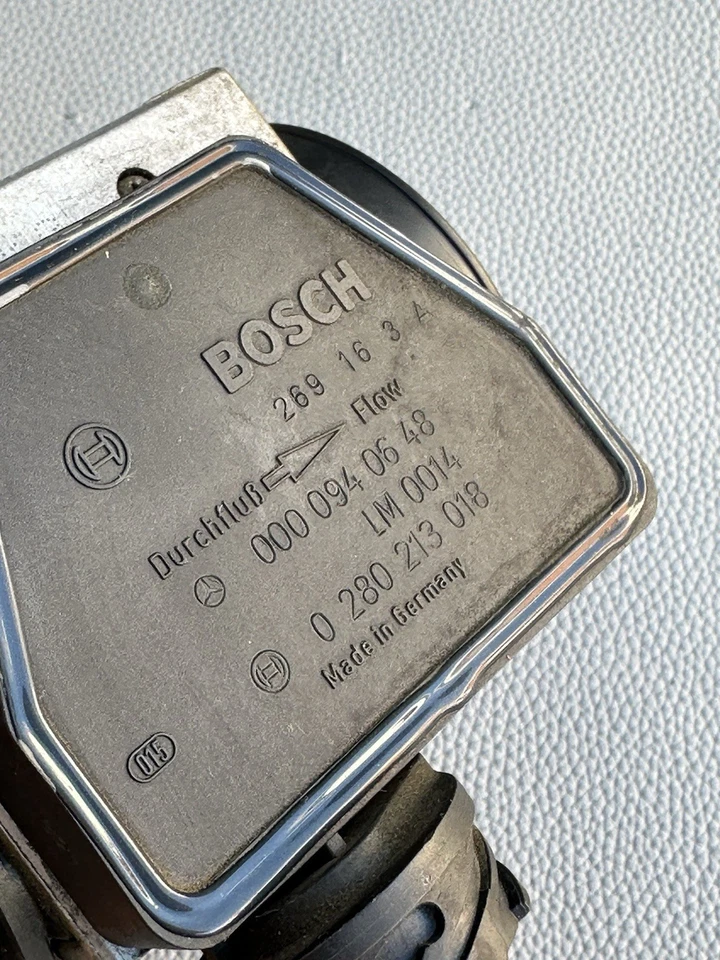 BOSCH
269 16 3 A
Durchfluß Flow
000 094 06 48
LM 0014
0 280 213 018
Made in Germany
015